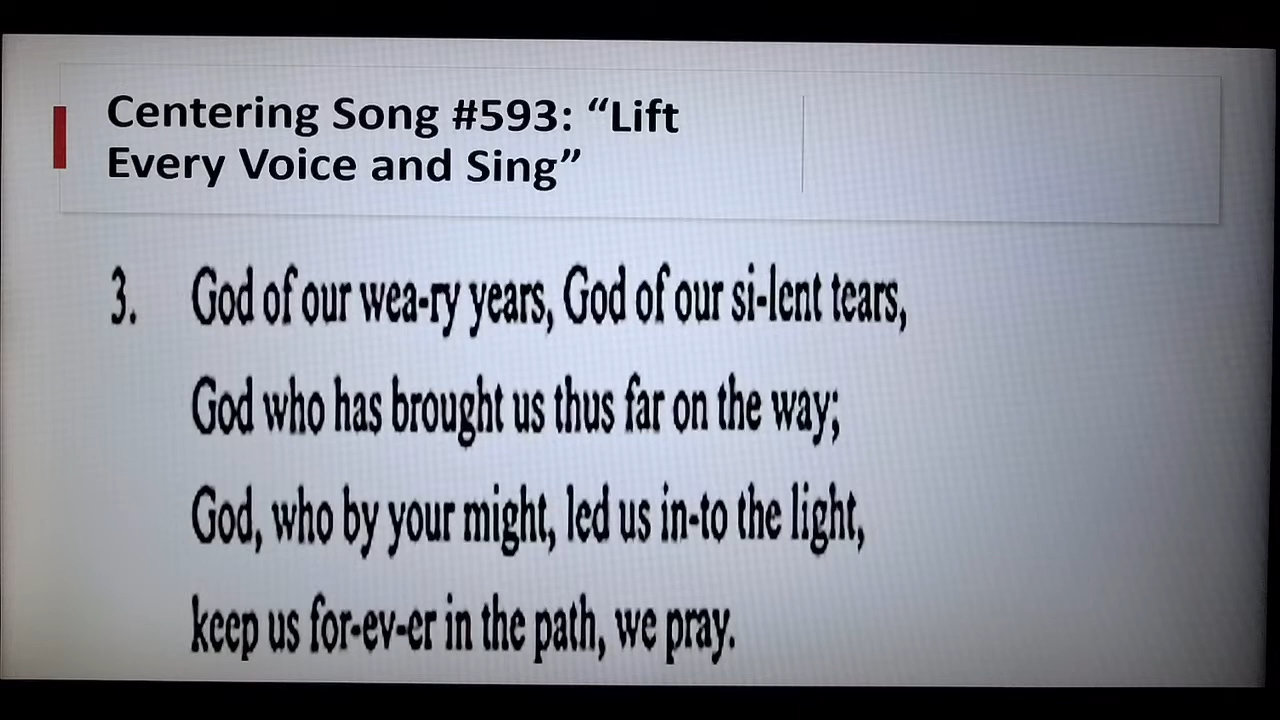 Centering Song #593: “Lift
Every Voice and Sing”
3. God of our wea-ry years, God of our si-lent tears,
God who has brought us thus far on the way;
God, who by your might, led us in-to the light,
keep us for-ev-er in the path, we pray.